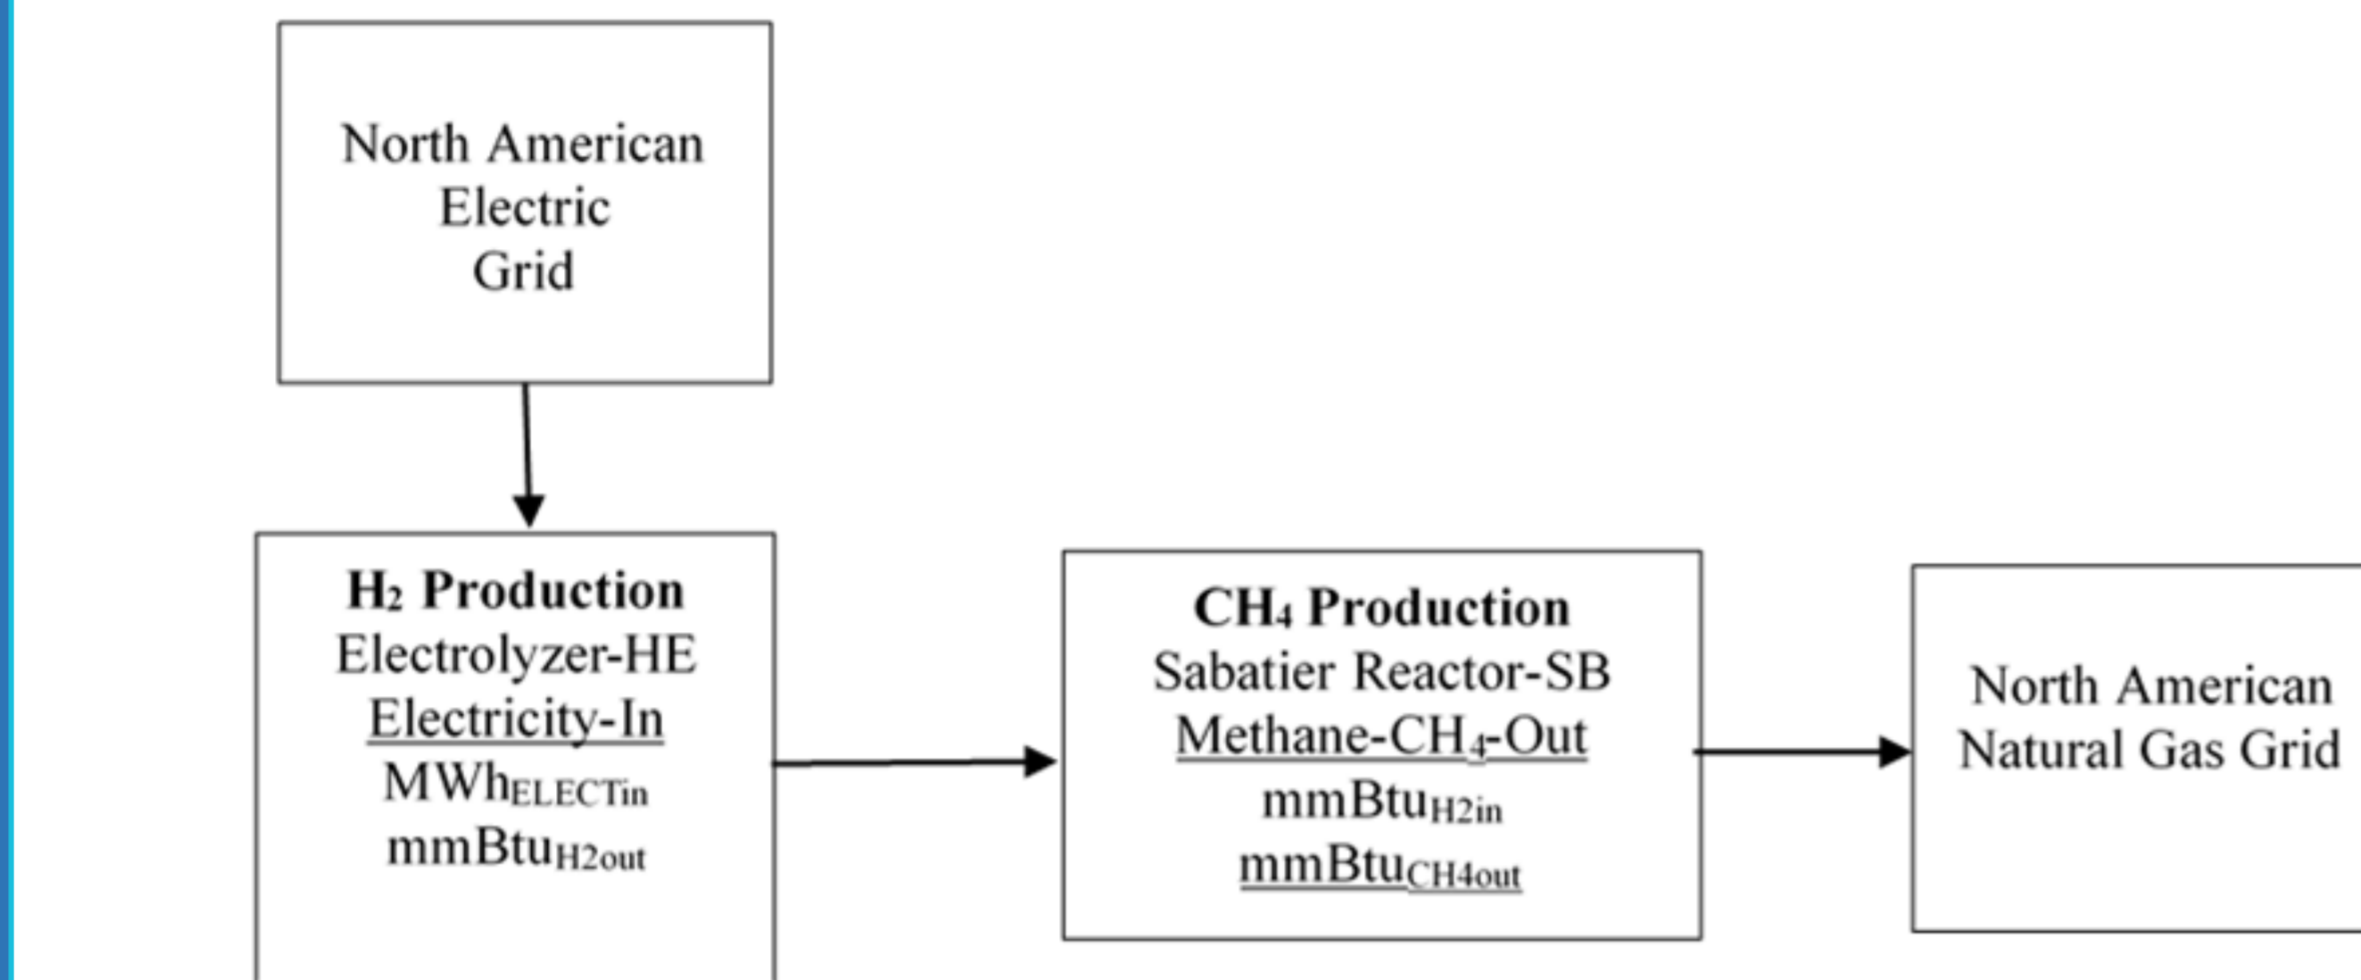 North American
Electric
Grid
H₂ Production
Electrolyzer-HE
Electricity-In
MWhELECTin
mmBtuH2out
CH₄ Production
Sabatier Reactor-SB
Methane-CH₄-Out
mmBtuH2in
mmBtuCH4out
North American
Natural Gas Grid